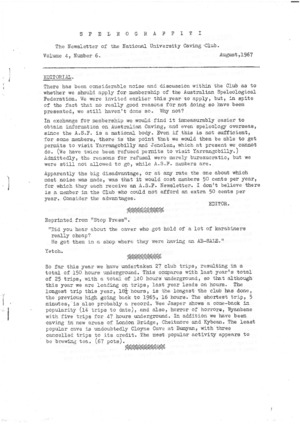 S P E L E O G R A F F I T I
The Newsletter of the National University Caving Club.
Volume 4, Number 6. August, 1967
EDITORIAL.
There has been considerable noise and discussion within the Club as to
whether we should apply for membership of the Australian Speleological
Federation. We were invited earlier this year to apply, but, in spite
of the fact that no really good reasons for not doing so have been
presented, we still haven't done so. Why not?
In exchange for membership we would find it immeasurably easier to
obtain information on Australian Caving, and even speleology overseas,
since the A.S.F. is a national body. Even if this is not sufficient,
for some members, there is the point that we would then be able to get
permits to visit Yarrangobilly and Jenolan, which at present we cannot
do. (We have twice been refused permits to visit Yarrangobilly.)
Admittedly, the reasons for refusal were merely bureaucratic, but we
were still not allowed to go, while A.S.F. members are.
Apparently the big disadvantage, or at any rate the one about which
most noise was made, was that it would cost members 50 cents per year,
for which they each receive an A.S.F. Newsletter. I don't believe there
is a member in the Club who could not afford an extra 50 cents per
year. Consider the advantages.
EDITOR.
Reprinted from "Stop Press".
"Did you hear about the caver who got hold of a lot of karabiners
really cheap?
He got them in a shop where they were having an AB-SALE."
Yetch.
So far this year we have undertaken 27 club trips, resulting in a
total of 150 hours underground. This compares with last year's total
of 25 trips, with a total of 140 hours underground, so that although
this year we are leading on trips, last year leads on hours. The
longest trip this year, 18½ hours, is the longest the club has done,
the previous high going back to 1965, 16 hours. The shortest trip, 5
minutes, is also probably a record. Wee Jasper shows a come-back in
popularity (14 trips to date), and also, horror of horrors, Wyanbene
with five trips for 47 hours underground. In addition we have been
caving in new areas of London Bridge, Cheitmore and Kybean. The least
popular cave is undoubtedly Cloyne Cave at Bunyan, with three
cancelled trips to its credit. The most popular activity appears to
be brewing tea. (67 pots).